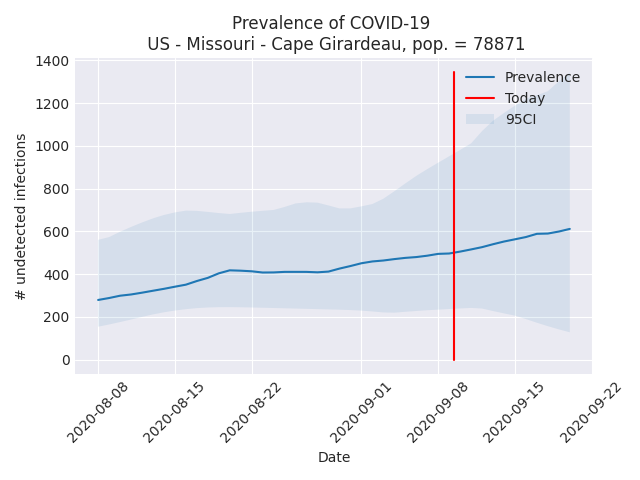 Prevalence of COVID-19
US - Missouri - Cape Girardeau, pop. = 78871
1400
1200
1000
800
600
400
200
0
# undetected infections
Prevalence
Today
95CI
2020-08-08
2020-08-15
2020-08-22
2020-09-01
2020-09-08
2020-09-15
2020-09-22
Date